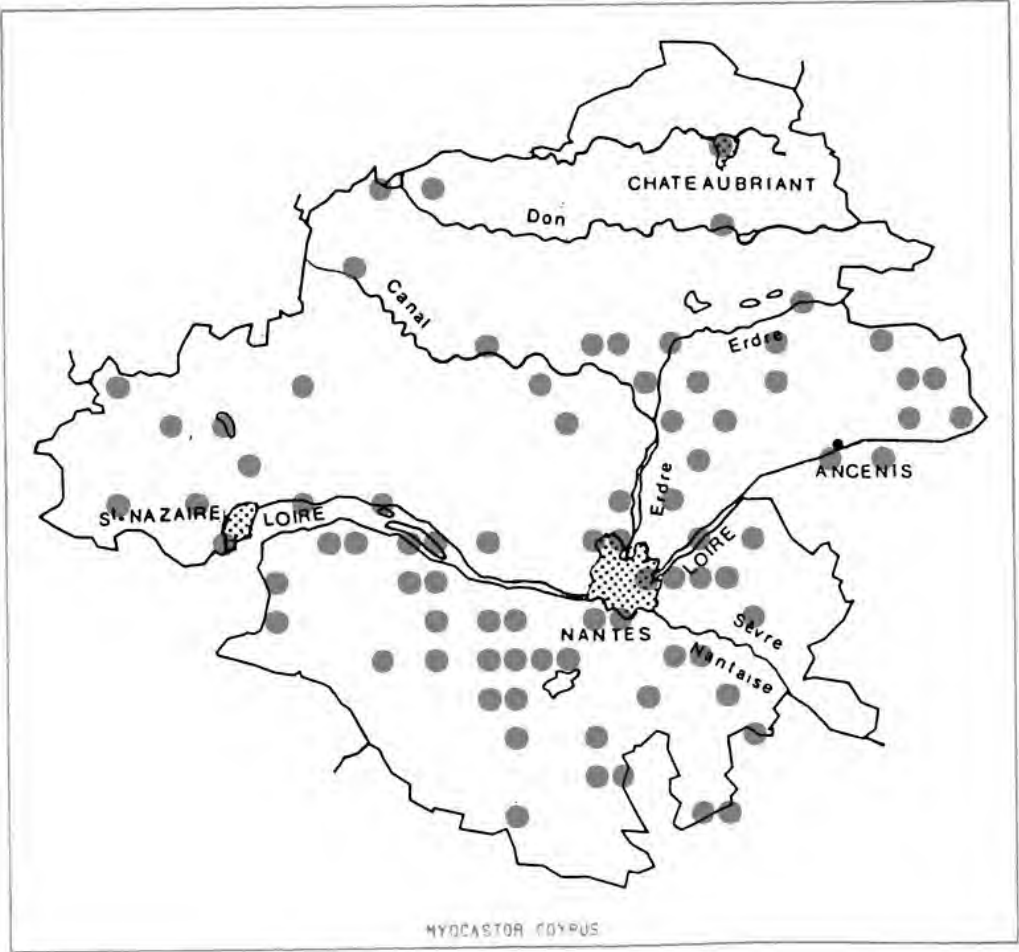 CHATEAUBRIANT
Don
Canal
Erdre
ANCENIS
Erdre
St-NAZAIRE
LOIRE
LOIRE
NANTES
Sèvre
Nantaise
MYOCASTOR COYPUS